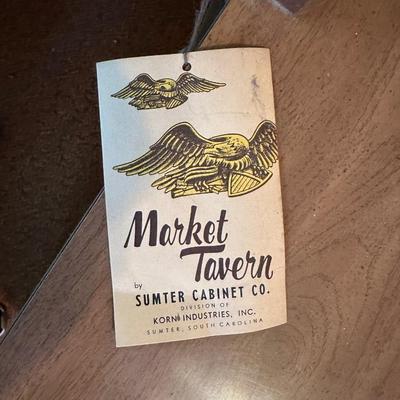 Market
Tavern
by
SUMTER CABINET CO.
DIVISION OF
KORN INDUSTRIES, INC.
SUMTER, SOUTH CAROLINA